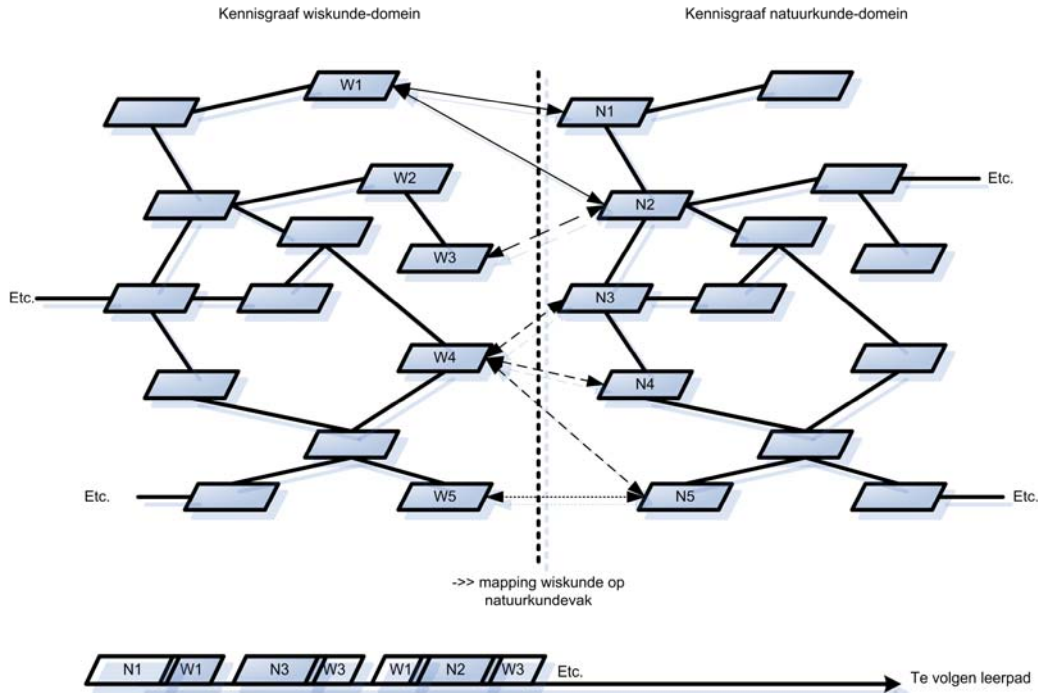 Kennisgraaf wiskunde-domein
Kennisgraaf natuurkunde-domein
W1
N1
W2
Etc.
N2
W3
Etc.
N3
W4
N4
Etc.
W5
N5
Etc.
->> mapping wiskunde op
natuurkundevak
N1 W1 N3 W3 W1 N2 W3 Etc.
Te volgen leerpad